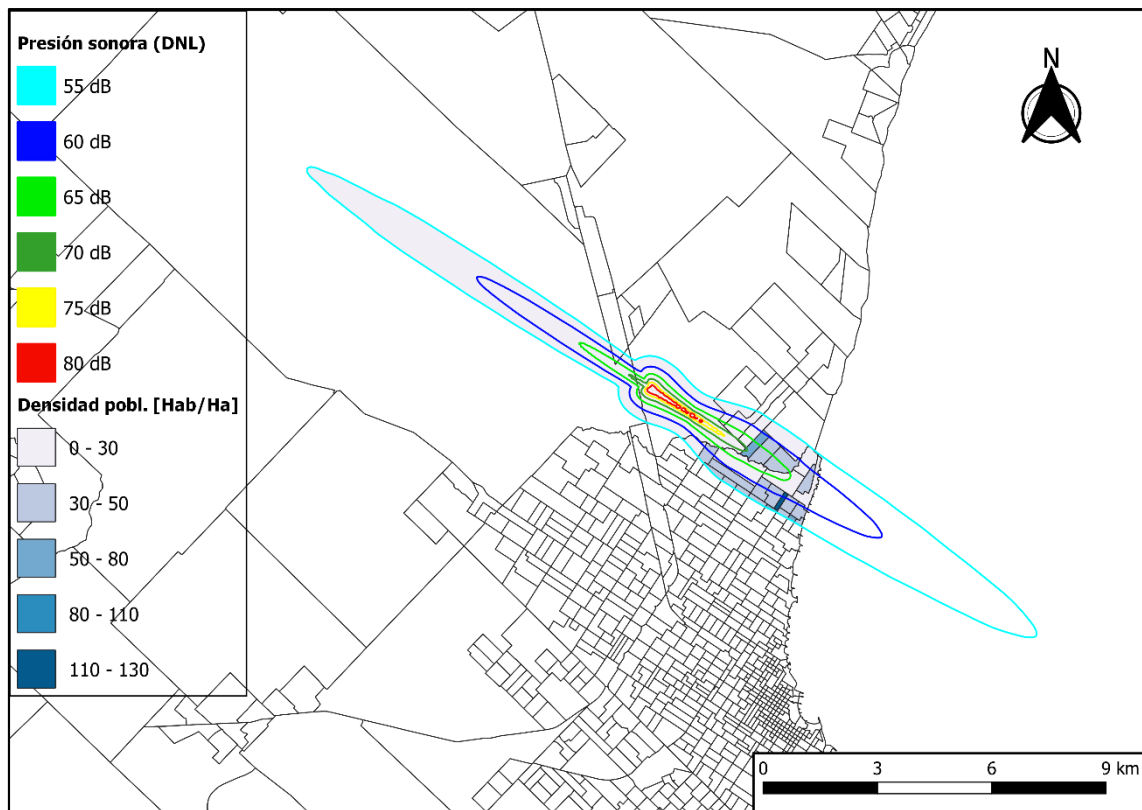 Presión sonora (DNL)
55 dB
60 dB
65 dB
70 dB
75 dB
80 dB
Densidad pobl. [Hab/Ha]
0 - 30
30 - 50
50 - 80
80 - 110
110 - 130
N
0 3 6 9 km